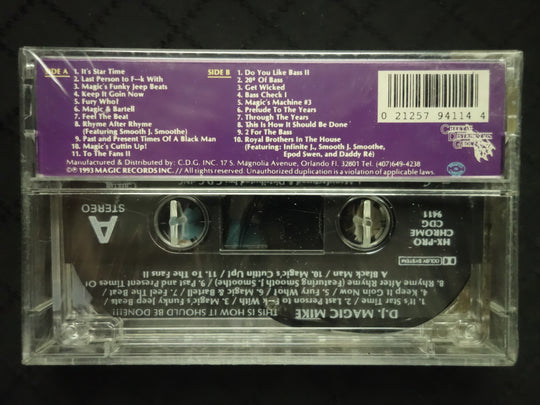 SIDE A
1. It's Star Time
2. Last Person to F--k With
3. Magic's Funky Jeep Beats
4. Keep It Goin Now
5. Fury Who?
6. Magic & Bartell
7. Feel The Beat
8. Rhyme After Rhyme
(Featuring Smooth J. Smoothe)
9. Past and Present Times Of A Black Man
10. Magic's Cuttin Up!
11. To The Fans II
SIDE B
1. Do You Like Bass II
2. 20º Of Bass
3. Get Wicked
4. Bass Check I
5. Magic's Machine #3
6. Prelude To The Years
7. Through The Years
8. This Is How It Should Be Done
9. 2 For The Bass
10. Royal Brothers In The House
(Featuring: Infinite J., Smooth J. Smoothe,
Epod Swen, and Daddy Ré)
0 21257 94114 4
CHEETAH
DISTRIBUTION
GROUP
Manufactured & Distributed by: C.D.G. INC. 17 S. Magnolia Avenue, Orlando Fl. 32801 Tel. (407)649-4238
© ℗ 1993 MAGIC RECORDS INC. // All rights reserved. Unauthorized duplication is a violation of applicable laws.
D.J. MAGIC MIKE
THIS IS HOW IT SHOULD BE DONE!!!
1. It's Star Time / 2. Last Person to F--k With / 3. Magic's Funky Jeep Beats /
4. Keep It Goin Now / 5. Fury Who? / 6. Magic & Bartell / 7. Feel The Beat
8. Rhyme After Rhyme (Featuring Smooth J. Smoothe) / 9. Past and Present Times Of
A Black Man / 10. Magic's Cuttin Up! / 11. To The Fans II
A
STEREO
HX-PRO
CHROME
CDG
9411
DOLBY SYSTEM